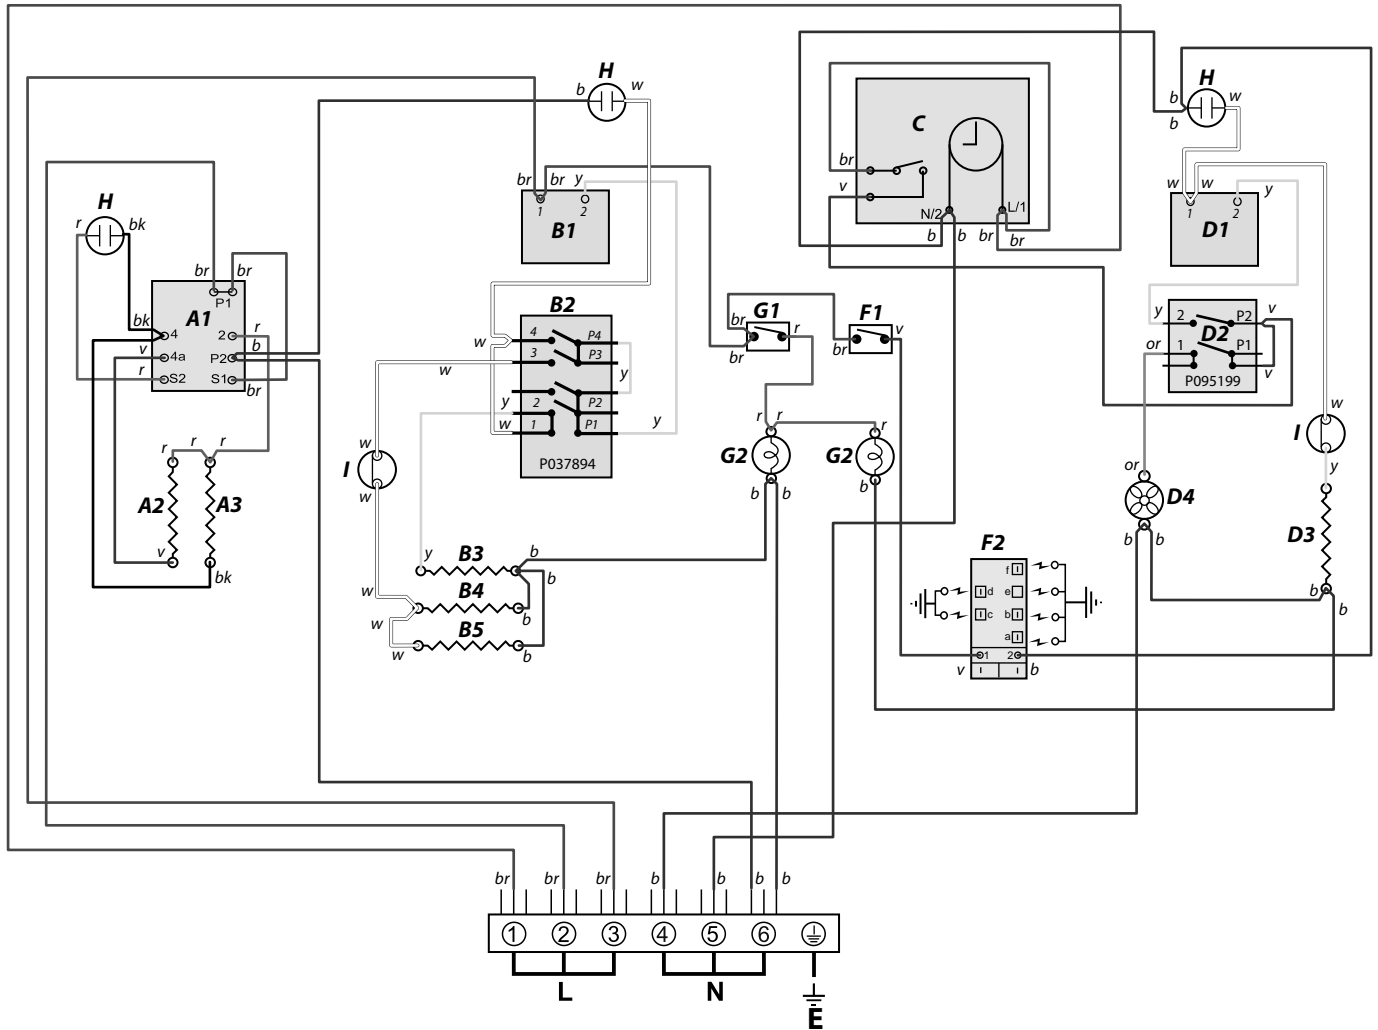 H
b
w
H
b
w
b
C
br
v
N/2
L/1
b
b
br
br
br
br
y
1
2
B1
w
w
y
1
2
D1
H
r
bk
br
br
P1
A1
bk
4
2
r
v
4a
P2
b
r
S2
S1
br
B2
4
P4
w
3
P3
w
y
y
2
P2
w
1
P1
y
P037894
G1
br
r
br
F1
v
br
y
2
P2
v
D2
or
1
P1
v
P095199
r
r
r
A2
A3
v
bk
w
I
w
r
r
r
G2
G2
b
b
b
w
I
y
or
D4
b
b
D3
b
b
y
B3
b
b
w
B4
b
w
B5
w
b
F2
f
d
e
c
b
a
1
2
v
b
br
br
br
b
b
b
b
1
2
3
4
5
6
L
N
E